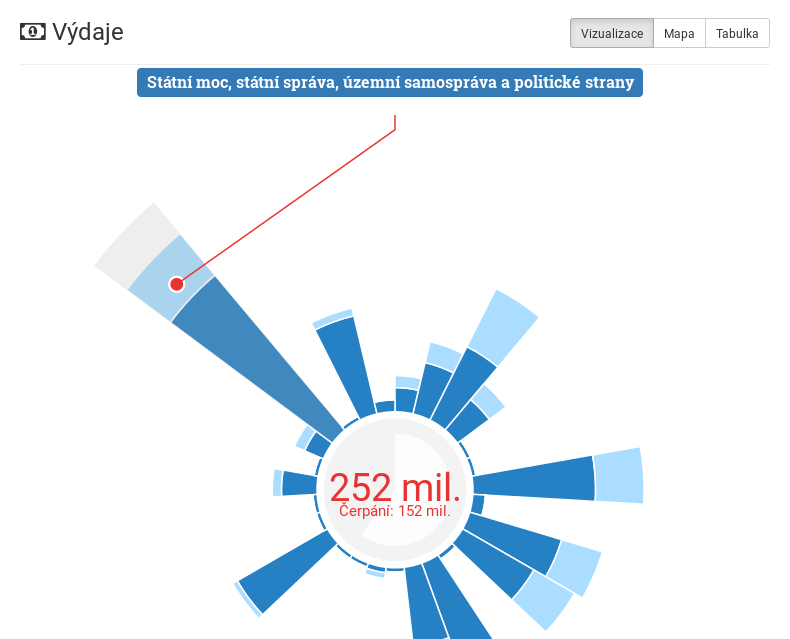 Výdaje
Vizualizace
Mapa
Tabulka
Státní moc, státní správa, územní samospráva a politické strany
252 mil.
Čerpání: 152 mil.